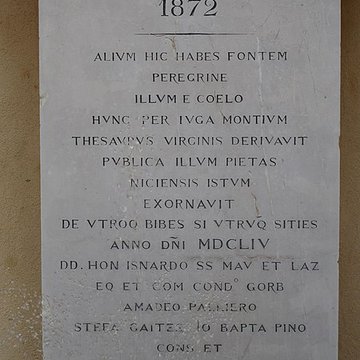 1872
ALIVM HIC HABES FONTEM
PEREGRINE
ILLVM E COELO
HVNC PER IVGA MONTIVM
THESAVRVS VIRGINIS DERIVAVIT
PVBLICA ILLVM PIETAS
NICIENSIS ISTVM
EXORNAVIT
DE VTROQ BIBES SI VTRVQ̃ SITIES
ANNO DÑI MDCLIV
DD. HON ISNARDO SS MAV ET LAZ
EQ ET COM COND° GORB
AMADEO PALLIERO
STEFA GAITE IO BAPTA PINO
CONS ET